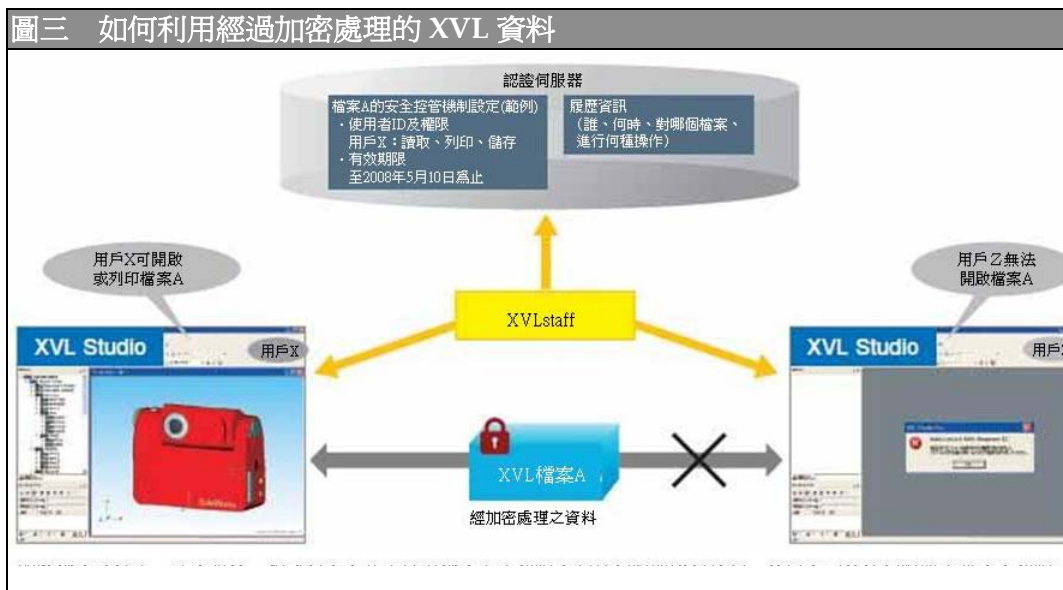 圖三 如何利用經過加密處理的 XVL 資料
認證伺服器
檔案A的安全控管機制設定(範例)
・使用者ID及權限
用戶X：讀取、列印、儲存
・有效期限
至2008年5月10日為止
履歷資訊
（誰、何時、對哪個檔案、
進行何種操作）
用戶X可開啟
或列印檔案A
用戶乙無法
開啟檔案A
XVLstaff
XVL Studio
用戶X
XVL Studio
用戶
XVL檔案A
經加密處理之資料